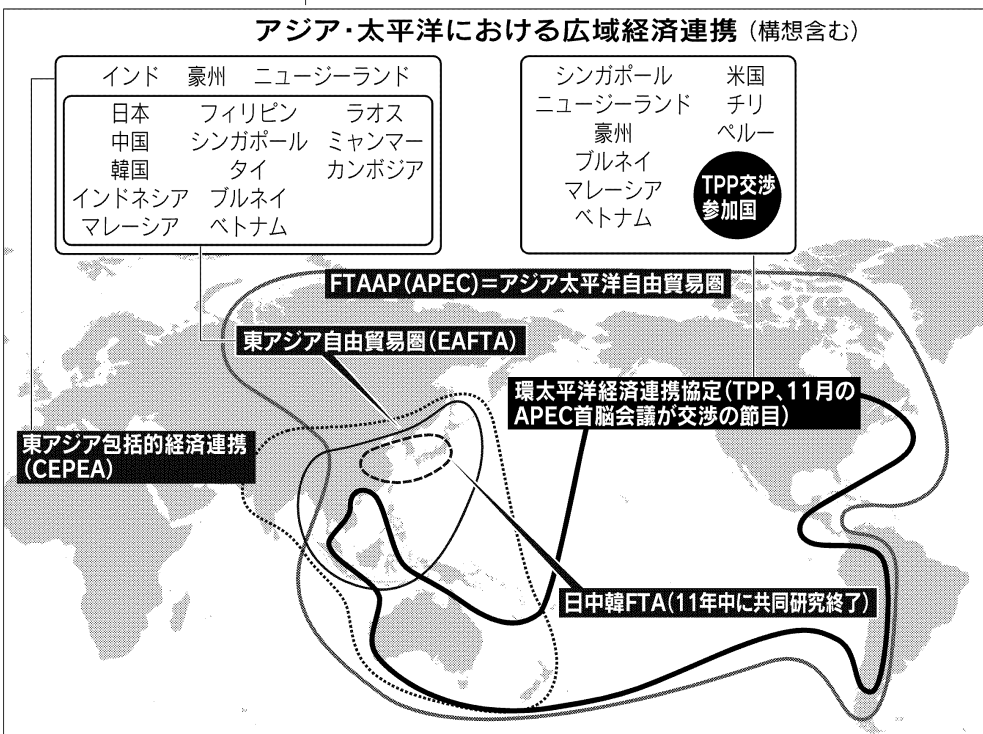 アジア・太平洋における広域経済連携（構想含む）
インド 豪州 ニュージーランド
日本 フィリピン ラオス
中国 シンガポール ミャンマー
韓国 タイ カンボジア
インドネシア ブルネイ
マレーシア ベトナム
シンガポール 米国
ニュージーランド チリ
豪州 ペルー
ブルネイ
マレーシア
ベトナム
TPP交渉
参加国
FTAAP(APEC)＝アジア太平洋自由貿易圏
東アジア自由貿易圏(EAFTA)
環太平洋経済連携協定(TPP、11月の
APEC首脳会議が交渉の節目)
東アジア包括的経済連携
(CEPEA)
日中韓FTA(11年中に共同研究終了)